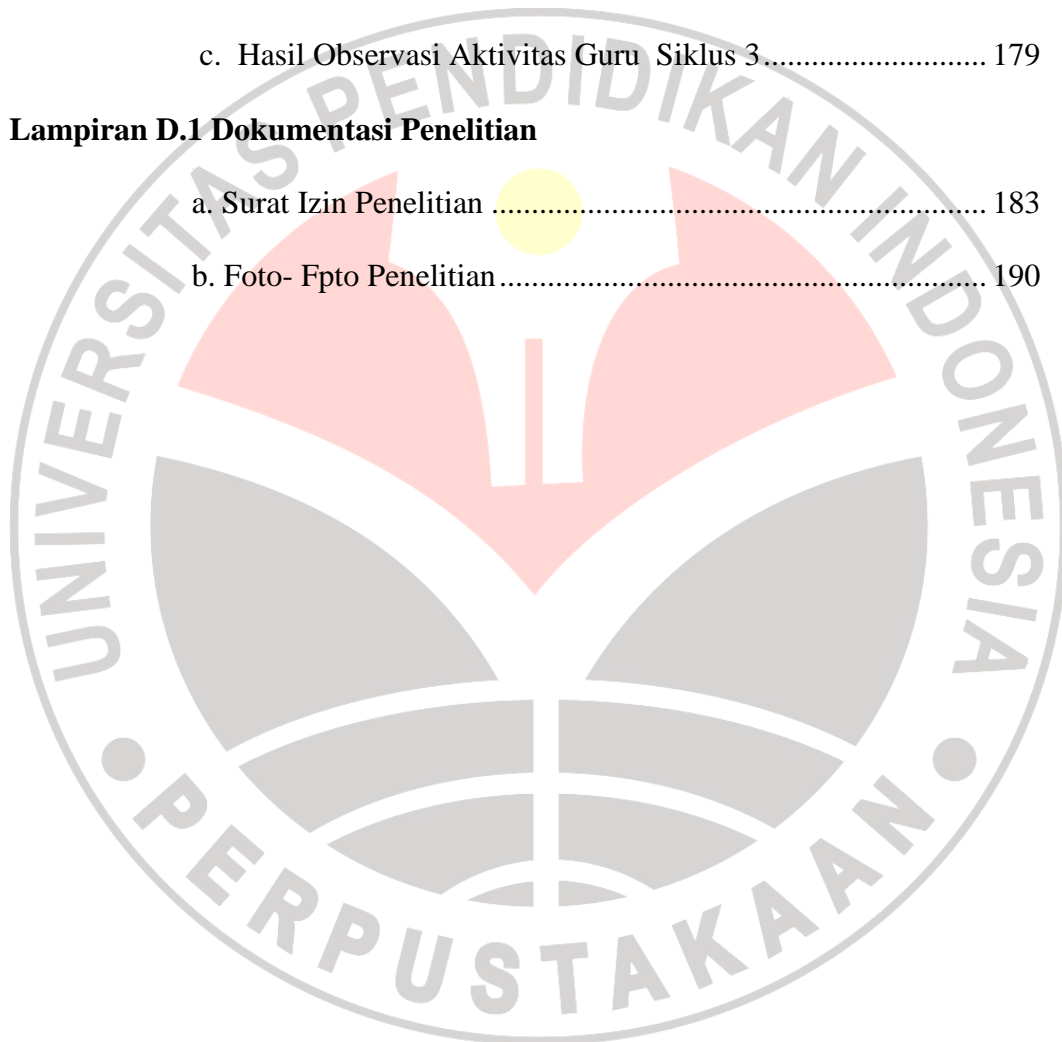 c. Hasil Observasi Aktivitas Guru Siklus 3............................ 179
Lampiran D.1 Dokumentasi Penelitian
a. Surat Izin Penelitian .............................................................. 183
b. Foto- Fpto Penelitian............................................................. 190
UNIVERSITAS PENDIDIKAN INDONESIA
PERPUSTAKAAN